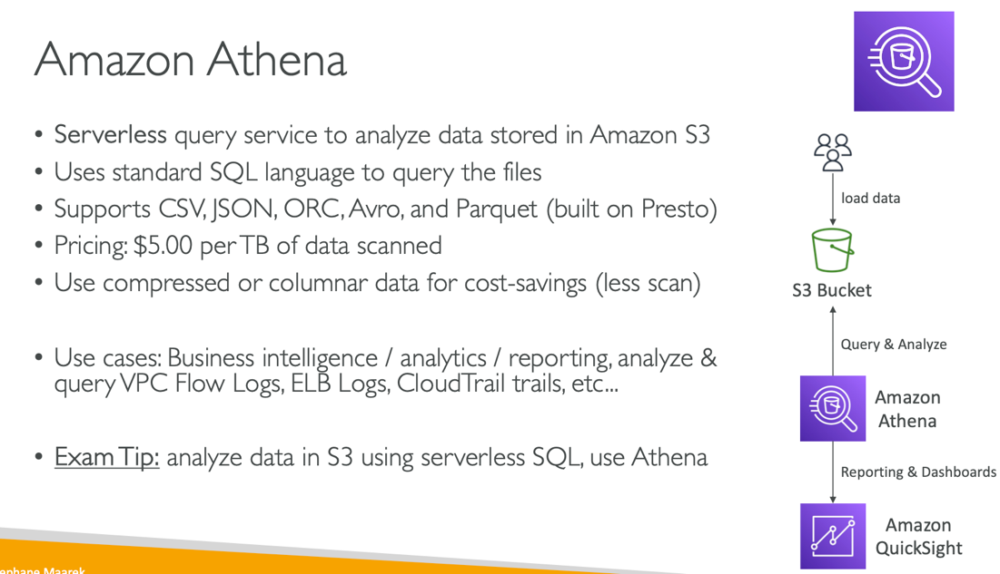 Amazon Athena
• Serverless query service to analyze data stored in Amazon S3
• Uses standard SQL language to query the files
• Supports CSV, JSON, ORC, Avro, and Parquet (built on Presto)
• Pricing: $5.00 per TB of data scanned
• Use compressed or columnar data for cost-savings (less scan)
• Use cases: Business intelligence / analytics / reporting, analyze &
query VPC Flow Logs, ELB Logs, CloudTrail trails, etc...
• Exam Tip: analyze data in S3 using serverless SQL, use Athena
load data
S3 Bucket
Query & Analyze
Amazon
Athena
Reporting & Dashboards
Amazon
QuickSight
ephane Maarek